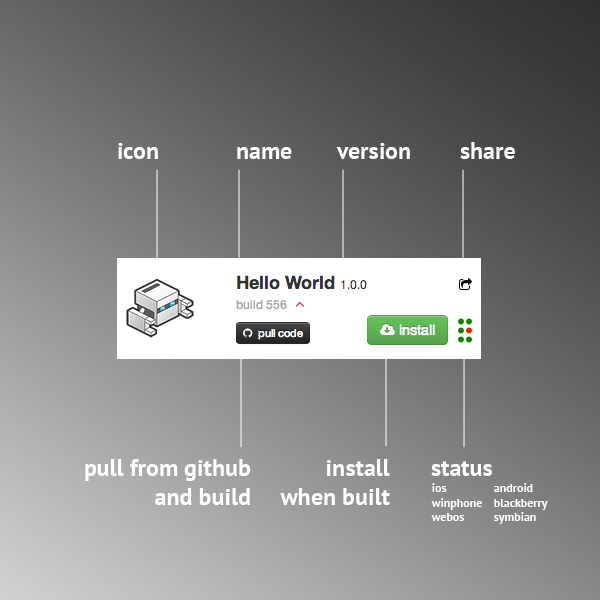 icon name version share
Hello World 1.0.0
build 556
pull code install
pull from github
and build
install
when built
status
ios android
winphone blackberry
webos symbian